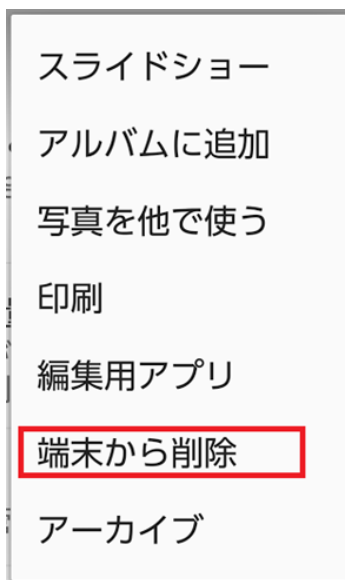 スライドショー
アルバムに追加
写真を他で使う
印刷
編集用アプリ
端末から削除
アーカイブ